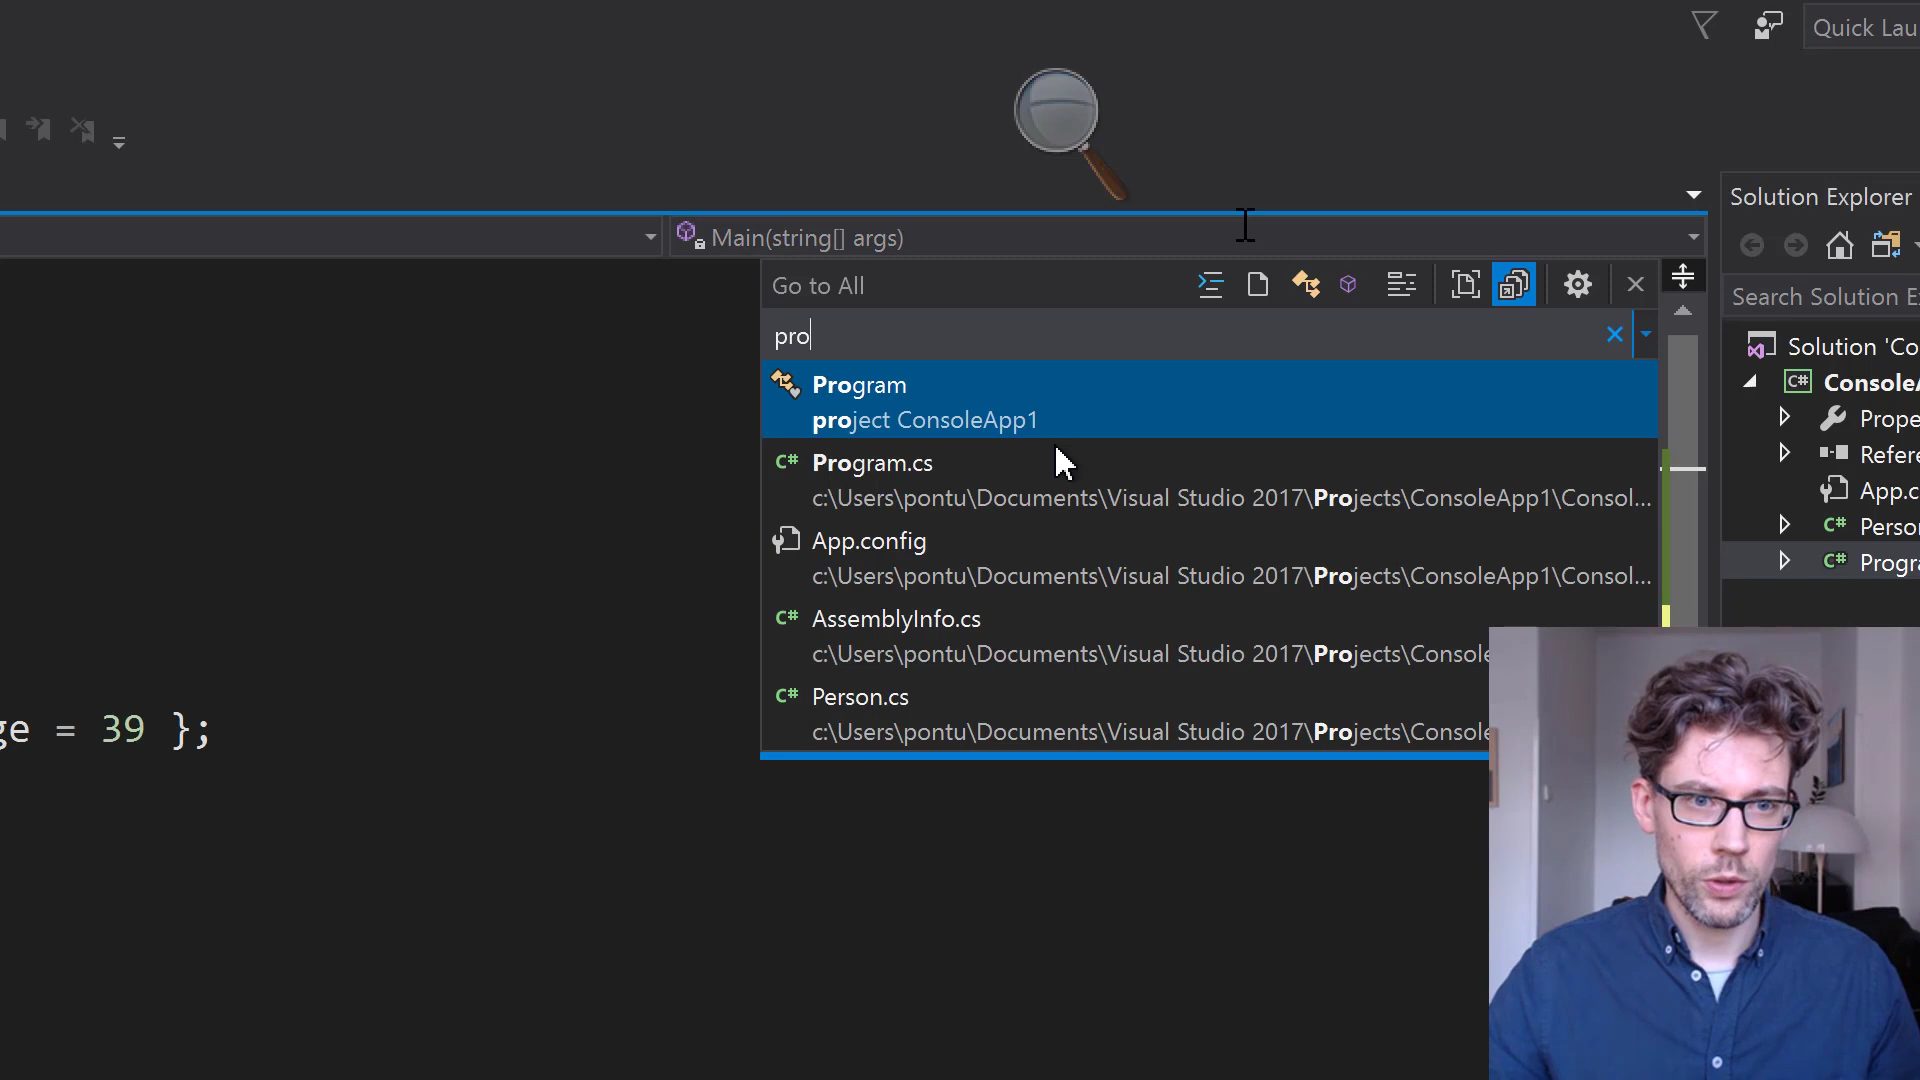 Quick Lau
Solution Explorer
Main(string[] args)
Go to All
Search Solution E
pro
Solution 'Co
Program
project ConsoleApp1
C# Console
Prope
Program.cs
C#
c:\Users\pontu\Documents\Visual Studio 2017\Projects\ConsoleApp1\Consol...
Refere
App.config
App.c
c:\Users\pontu\Documents\Visual Studio 2017\Projects\ConsoleApp1\Consol...
C# Perso
C# AssemblyInfo.cs
C# Progra
c:\Users\pontu\Documents\Visual Studio 2017\Projects\Console
C# Person.cs
c:\Users\pontu\Documents\Visual Studio 2017\Projects\Console
ge = 39 };